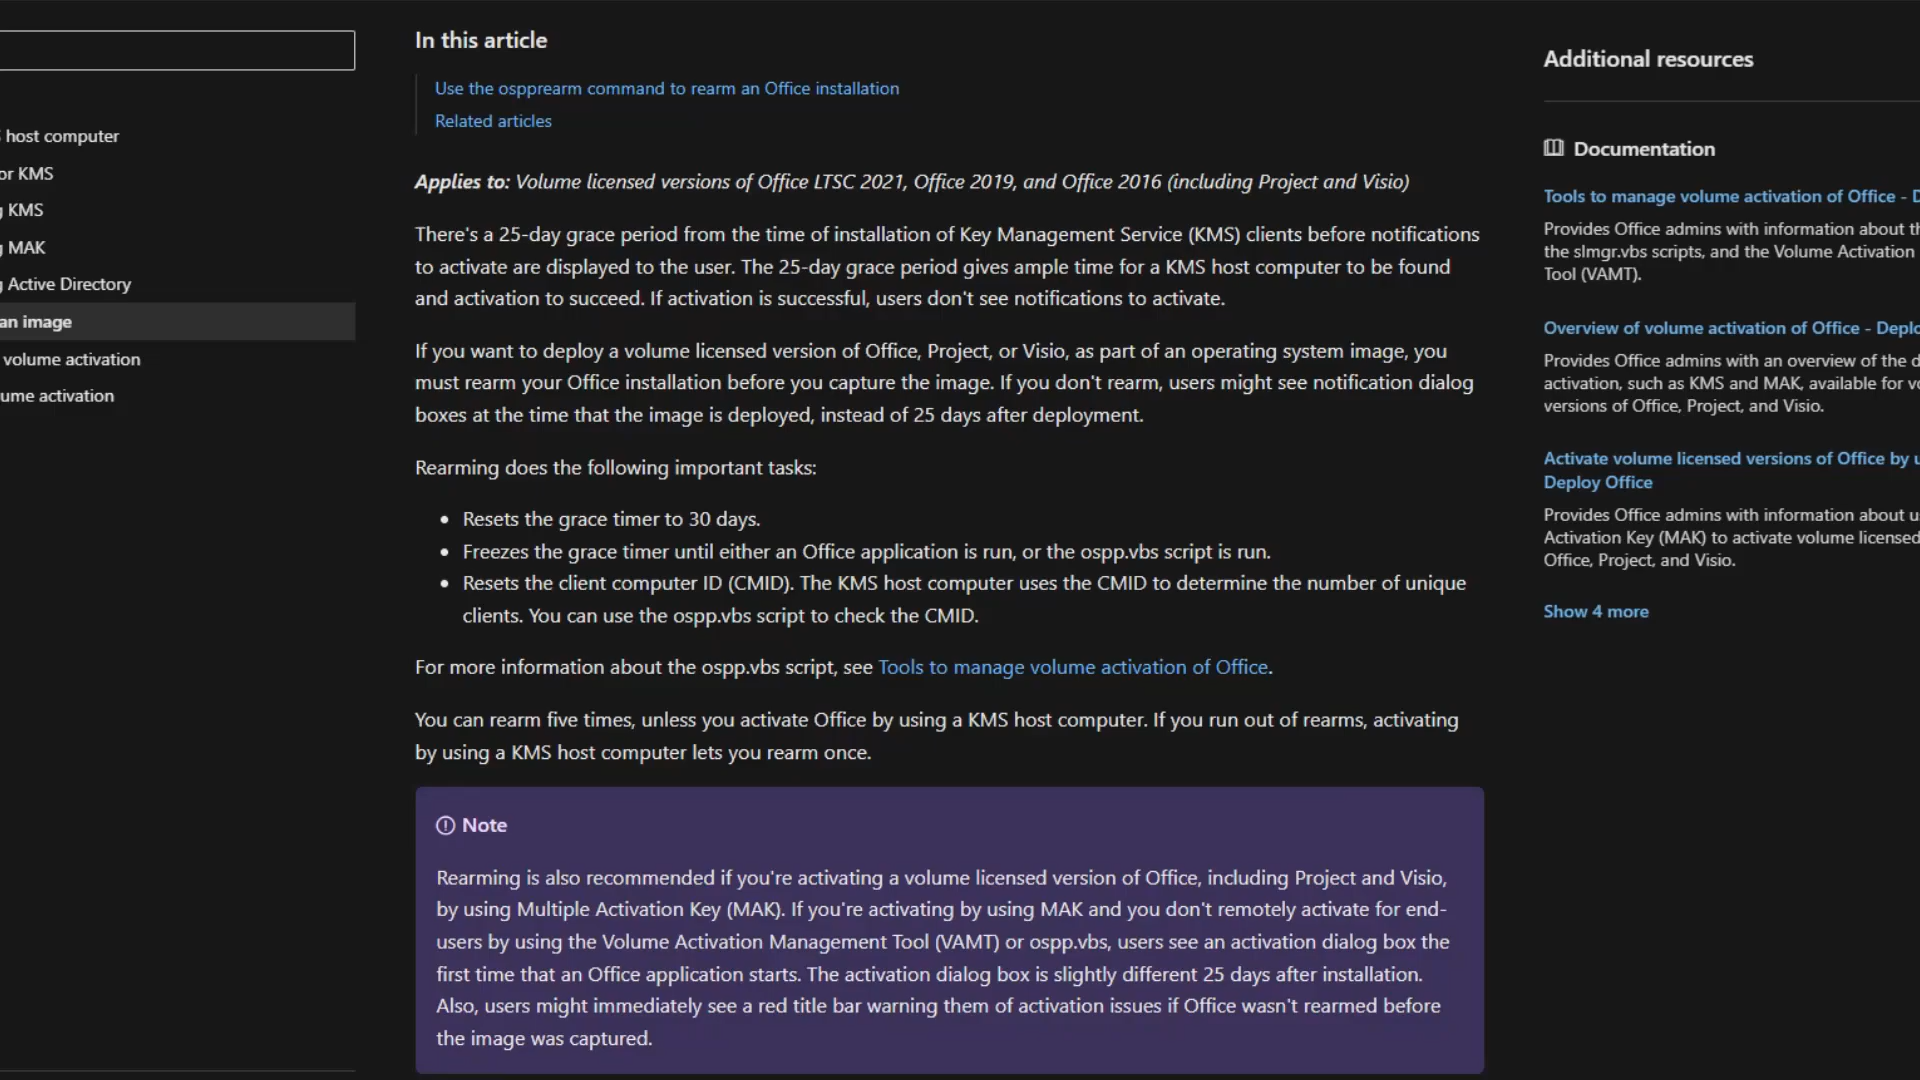 host computer
or KMS
KMS
MAK
Active Directory
an image
volume activation
ume activation
In this article
Use the ospprearm command to rearm an Office installation
Related articles
Applies to: Volume licensed versions of Office LTSC 2021, Office 2019, and Office 2016 (including Project and Visio)
There's a 25-day grace period from the time of installation of Key Management Service (KMS) clients before notifications
to activate are displayed to the user. The 25-day grace period gives ample time for a KMS host computer to be found
and activation to succeed. If activation is successful, users don't see notifications to activate.
If you want to deploy a volume licensed version of Office, Project, or Visio, as part of an operating system image, you
must rearm your Office installation before you capture the image. If you don't rearm, users might see notification dialog
boxes at the time that the image is deployed, instead of 25 days after deployment.
Rearming does the following important tasks:
• Resets the grace timer to 30 days.
• Freezes the grace timer until either an Office application is run, or the ospp.vbs script is run.
• Resets the client computer ID (CMID). The KMS host computer uses the CMID to determine the number of unique
clients. You can use the ospp.vbs script to check the CMID.
For more information about the ospp.vbs script, see Tools to manage volume activation of Office.
You can rearm five times, unless you activate Office by using a KMS host computer. If you run out of rearms, activating
by using a KMS host computer lets you rearm once.
Note
Rearming is also recommended if you're activating a volume licensed version of Office, including Project and Visio,
by using Multiple Activation Key (MAK). If you're activating by using MAK and you don't remotely activate for end-
users by using the Volume Activation Management Tool (VAMT) or ospp.vbs, users see an activation dialog box the
first time that an Office application starts. The activation dialog box is slightly different 25 days after installation.
Also, users might immediately see a red title bar warning them of activation issues if Office wasn't rearmed before
the image was captured.
Additional resources
Documentation
Tools to manage volume activation of Office - D
Provides Office admins with information about th
the slmgr.vbs scripts, and the Volume Activation
Tool (VAMT).
Overview of volume activation of Office - Deplo
Provides Office admins with an overview of the d
activation, such as KMS and MAK, available for vo
versions of Office, Project, and Visio.
Activate volume licensed versions of Office by u
Deploy Office
Provides Office admins with information about us
Activation Key (MAK) to activate volume licensed
Office, Project, and Visio.
Show 4 more